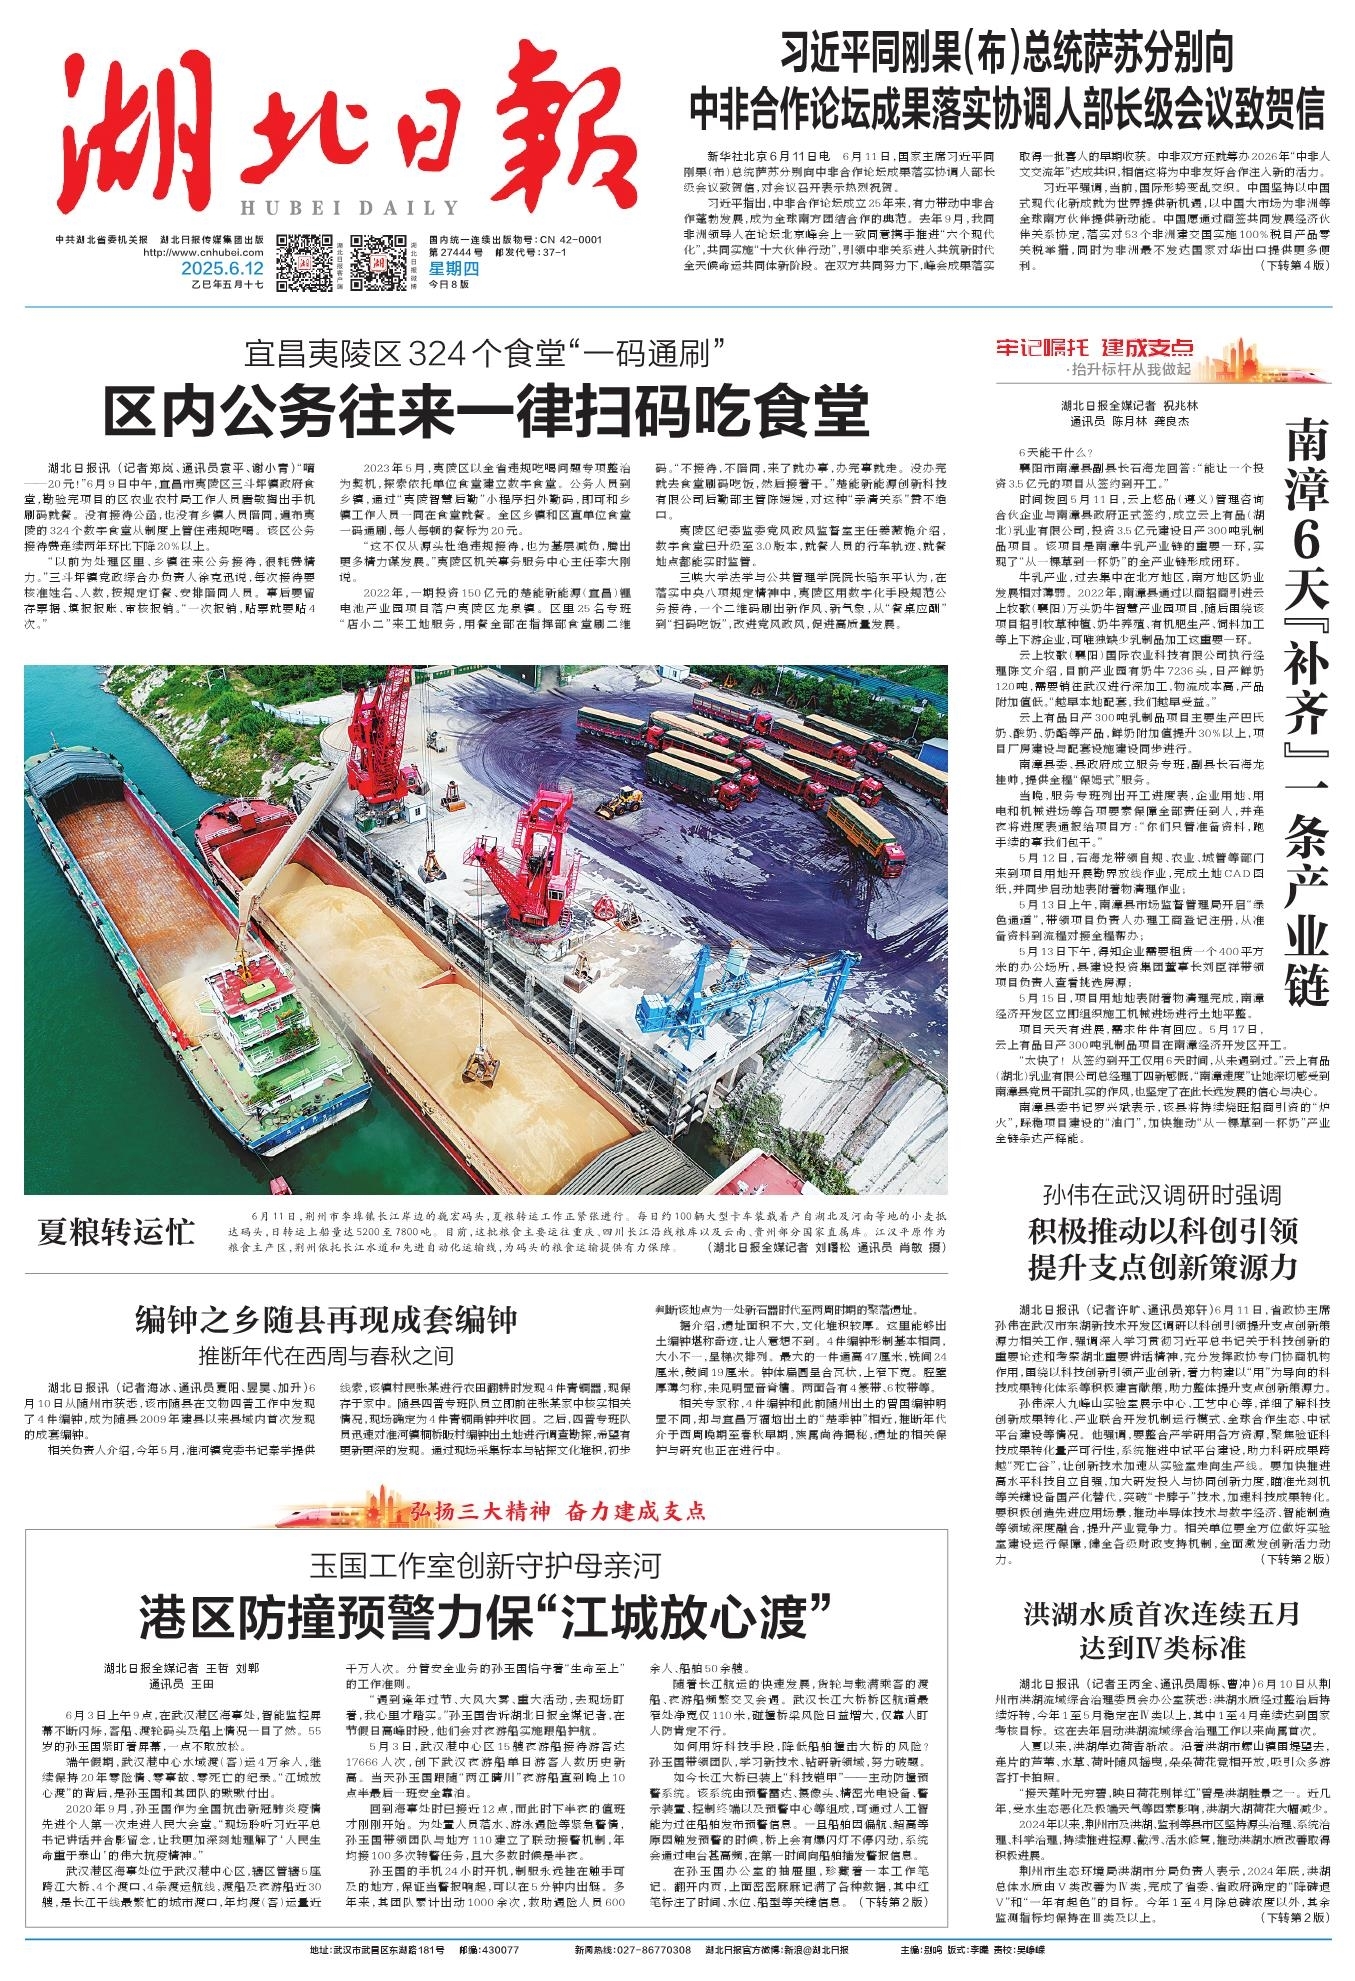 湖北日报
HUBEI DAILY
中共湖北省委机关报 湖北日报传媒集团出版
http://www.cnhubei.com
2025.6.12
乙巳年五月十七
湖北日报客户端
湖北日报微博
国内统一连续出版物号：CN 42-0001
第27444号 邮发代号：37-1
星期四
今日8版
习近平同刚果（布）总统萨苏分别向
中非合作论坛成果落实协调人部长级会议致贺信
新华社北京6月11日电 6月11日，国家主席习近平同
刚果（布）总统萨苏分别向中非合作论坛成果落实协调人部长
级会议致贺信，对会议召开表示热烈祝贺。
习近平指出，中非合作论坛成立25年来，有力带动中非合
作蓬勃发展，成为全球南方团结合作的典范。去年9月，我同
非洲领导人在论坛北京峰会上一致同意携手推进“六个现代
化”，共同实施“十大伙伴行动”，引领中非关系进入共筑新时代
全天候命运共同体新阶段。在双方共同努力下，峰会成果落实
取得一批喜人的早期收获。中非双方还就筹办2026年“中非人
文交流年”达成共识，相信这将为中非友好合作注入新的活力。
习近平强调，当前，国际形势变乱交织。中国坚持以中国
式现代化新成就为世界提供新机遇，以中国大市场为非洲等
全球南方伙伴提供新动能。中国愿通过商签共同发展经济伙
伴关系协定，落实对53个非洲建交国实施100%税目产品零
关税举措，同时为非洲最不发达国家对华出口提供更多便
利。 （下转第4版）
宜昌夷陵区324个食堂“一码通刷”
区内公务往来一律扫码吃食堂
湖北日报讯（记者郑岚、通讯员袁平、谢小青）“嘀
——20元！”6月9日中午，宜昌市夷陵区三斗坪镇政府食
堂，勘验完项目的区农业农村局工作人员唐敏掏出手机
刷码就餐。没有接待公函，也没有乡镇人员陪同，遍布夷
陵的324个数字食堂从制度上管住违规吃喝。该区公务
接待费连续两年环比下降20%以上。
“以前为处理区里、乡镇往来公务接待，很耗费精
力。”三斗坪镇党政综合办负责人徐克迅说，每次接待要
核准姓名、人数，按规定订餐、安排陪同人员。事后要留
存票据、填报报账、审核报销。“一次报销，贴票就要贴4
次。”
2023年5月，夷陵区以全省违规吃喝问题专项整治
为契机，探索依托单位食堂建立数字食堂。公务人员到
乡镇，通过“夷陵智慧后勤”小程序扫外勤码，即可和乡
镇工作人员一同在食堂就餐。全区乡镇和区直单位食堂
一码通刷，每人每顿的餐标为20元。
“这不仅从源头杜绝违规接待，也为基层减负，腾出
更多精力谋发展。”夷陵区机关事务服务中心主任李大刚
说。
2022年，一期投资150亿元的楚能新能源（宜昌）锂
电池产业园项目落户夷陵区龙泉镇。区里25名专班
“店小二”来工地服务，用餐全部在指挥部食堂刷二维
码。“不接待，不陪同，来了就办事，办完事就走。没办完
就去食堂刷码吃饭，然后接着干。”楚能新能源创新科技
有限公司后勤部主管陈媛媛，对这种“亲清关系”赞不绝
口。
夷陵区纪委监委党风政风监督室主任姜薇艳介绍，
数字食堂已升级至3.0版本，就餐人员的行车轨迹、就餐
地点都能实时监管。
三峡大学法学与公共管理学院院长骆东平认为，在
落实中央八项规定精神中，夷陵区用数字化手段规范公
务接待，一个二维码刷出新作风、新气象，从“餐桌应酬”
到“扫码吃饭”，改进党风政风，促进高质量发展。
夏粮转运忙
6月11日，荆州市李埠镇长江岸边的巍宏码头，夏粮转运工作正紧张进行。每日约100辆大型卡车装载着产自湖北及河南等地的小麦抵
达码头，日转运上船量达5200至7800吨。目前，这批粮食主要运往重庆、四川长江沿线粮库以及云南、贵州部分国家直属库。江汉平原作为
粮食主产区，荆州依托长江水道和先进自动化运输线，为码头的粮食运输提供有力保障。 （湖北日报全媒记者 刘曙松 通讯员 肖敏 摄）
编钟之乡随县再现成套编钟
推断年代在西周与春秋之间
湖北日报讯（记者海冰、通讯员夏阳、昱昊、加升）6
月10日从随州市获悉，该市随县在文物四普工作中发现
了4件编钟，成为随县2009年建县以来县域内首次发现
的成套编钟。
相关负责人介绍，今年5月，淮河镇党委书记秦学提供
线索，该镇村民张某进行农田翻耕时发现4件青铜器，现保
存于家中。随县四普专班队员立即前往张某家中核实相关
情况，现场确定为4件青铜甬钟并收回。之后，四普专班队
员迅速对淮河镇桐桥畈村编钟出土地进行调查勘探，希望有
更新更深的发现。通过现场采集标本与钻探文化堆积，初步
判断该地点为一处新石器时代至两周时期的聚落遗址。
据介绍，遗址面积不大，文化堆积较厚。这里能够出
土编钟堪称奇迹，让人意想不到。4件编钟形制基本相同，
大小不一，呈梯次排列。最大的一件通高47厘米，铣间24
厘米，鼓间19厘米。钟体扁圆呈合瓦状，上窄下宽。腔壁
厚薄匀称，未见明显音脊槽。两面各有4篆带、6枚带等。
相关专家称，4件编钟和此前随州出土的曾国编钟明
显不同，却与宜昌万福垴出土的“楚季钟”相近，推断年代
介于西周晚期至春秋早期，族属尚待揭秘，遗址的相关保
护与研究也正在进行中。
弘扬三大精神 奋力建成支点
玉国工作室创新守护母亲河
港区防撞预警力保“江城放心渡”
湖北日报全媒记者 王哲 刘郸
通讯员 王田
6月3日上午9点，在武汉港区海事处，智能监控屏
幕不断闪烁，客船、渡轮码头及船上情况一目了然。55
岁的孙玉国紧盯着屏幕，一点不敢放松。
端午假期，武汉港中心水域渡（客）运4万余人，继
续保持20年零险情、零事故、零死亡的纪录。“江城放
心渡”的背后，是孙玉国和其团队的默默付出。
2020年9月，孙玉国作为全国抗击新冠肺炎疫情
先进个人第一次走进人民大会堂。“现场聆听习近平总
书记讲话并合影留念，让我更加深刻地理解了‘人民生
命重于泰山’的伟大抗疫精神。”
武汉港区海事处位于武汉港中心区，辖区管辖5座
跨江大桥、4个渡口、4条渡运航线，渡船及夜游船近30
艘，是长江干线最繁忙的城市渡口，年均渡（客）运量近
千万人次。分管安全业务的孙玉国恪守着“生命至上”
的工作准则。
“遇到逢年过节、大风大雾、重大活动，去现场盯
着，我心里才踏实。”孙玉国告诉湖北日报全媒记者，在
节假日高峰时段，他们会对夜游船实施跟船护航。
5月3日，武汉港中心区15艘夜游船接待游客达
17666人次，创下武汉夜游船单日游客人数历史新
高。当天孙玉国跟随“两江晴川”夜游船直到晚上10
点半最后一班安全靠泊。
回到海事处时已接近12点，而此时下半夜的值班
才刚刚开始。为处置人员落水、游泳遇险等紧急警情，
孙玉国带领团队与地方110建立了联动接警机制，年
均接100多次转警任务，且大多数时候是半夜。
孙玉国的手机24小时开机，制服永远挂在触手可
及的地方，保证当警报响起，可以在5分钟内出艇。多
年来，其团队累计出动1000余次，救助遇险人员600
余人、船舶50余艘。
随着长江航运的快速发展，货轮与载满乘客的渡
船、夜游船频繁交叉会遇。武汉长江大桥桥区航道最
窄处净宽仅110米，碰撞桥梁风险日益增大，仅靠人盯
人防肯定不行。
如何用好科技手段，降低船舶撞击大桥的风险？
孙玉国带领团队，学习新技术、钻研新领域，努力破题。
如今长江大桥已装上“科技铠甲”——主动防撞预
警系统。该系统由预警雷达、摄像头、精密光电设备、警
示装置、控制终端以及预警中心等组成，可通过人工智
能为过往船舶发布预警信息。一旦船舶因偏航、超高等
原因触发预警的时候，桥上会有爆闪灯不停闪动，系统
会通过电台甚高频，在第一时间向船舶播发警报信息。
在孙玉国办公室的抽屉里，珍藏着一本工作笔
记。翻开内页，上面密密麻麻记满了各种数据，其中红
笔标注了时间、水位、船型等关键信息。（下转第2版）
牢记嘱托 建成支点
·抬升标杆从我做起
南漳6天『补齐』一条产业链
湖北日报全媒记者 祝兆林
通讯员 陈月林 龚良杰
6天能干什么？
襄阳市南漳县副县长石海龙回答：“能让一个投
资3.5亿元的项目从签约到开工。”
时间拨回5月11日，云上悠品（遵义）管理咨询
合伙企业与南漳县政府正式签约，成立云上有品（湖
北）乳业有限公司，投资3.5亿元建设日产300吨乳制
品项目。该项目是南漳牛乳产业链的重要一环，实
现了“从一棵草到一杯奶”的全产业链形成闭环。
牛乳产业，过去集中在北方地区，南方地区奶业
发展相对薄弱。2022年，南漳县通过以商招商引进云
上牧歌（襄阳）万头奶牛智慧产业园项目，随后围绕该
项目招引牧草种植、奶牛养殖、有机肥生产、饲料加工
等上下游企业，可唯独缺少乳制品加工这重要一环。
云上牧歌（襄阳）国际农业科技有限公司执行经
理陈文介绍，目前产业园有奶牛7236头，日产鲜奶
120吨，需要销往武汉进行深加工，物流成本高，产品
附加值低。“越早本地配套，我们越早受益。”
云上有品日产300吨乳制品项目主要生产巴氏
奶、酸奶、奶酪等产品，鲜奶附加值提升30%以上，项
目厂房建设与配套设施建设同步进行。
南漳县委、县政府成立服务专班，副县长石海龙
挂帅，提供全程“保姆式”服务。
当晚，服务专班列出开工进度表，企业用地、用
电和机械进场等各项要素保障全部责任到人，并连
夜将进度表通报给项目方：“你们只管准备资料，跑
手续的事我们包干。”
5月12日，石海龙带领自规、农业、城管等部门
来到项目用地开展勘界放线作业，完成土地CAD图
纸，并同步启动地表附着物清理作业；
5月13日上午，南漳县市场监督管理局开启“绿
色通道”，带领项目负责人办理工商登记注册，从准
备资料到流程对接全程帮办；
5月13日下午，得知企业需要租赁一个400平方
米的办公场所，县建设投资集团董事长刘臣祥带领
项目负责人查看挑选房源；
5月15日，项目用地地表附着物清理完成，南漳
经济开发区立即组织施工机械进场进行土地平整。
项目天天有进展，需求件件有回应。5月17日，
云上有品日产300吨乳制品项目在南漳经济开发区开工。
“太快了！从签约到开工仅用6天时间，从未遇到过。”云上有品
（湖北）乳业有限公司总经理丁四新感慨，“南漳速度”让她深切感受到
南漳县党员干部扎实的作风，也坚定了在此长远发展的信心与决心。
南漳县委书记罗兴斌表示，该县将持续烧旺招商引资的“炉
火”，踩稳项目建设的“油门”，加快推动“从一棵草到一杯奶”产业
全链条达产释能。
孙伟在武汉调研时强调
积极推动以科创引领
提升支点创新策源力
湖北日报讯（记者许旷、通讯员郑轩）6月11日，省政协主席
孙伟在武汉市东湖新技术开发区调研以科创引领提升支点创新策
源力相关工作，强调深入学习贯彻习近平总书记关于科技创新的
重要论述和考察湖北重要讲话精神，充分发挥政协专门协商机构
作用，围绕以科技创新引领产业创新，着力构建以“用”为导向的科
技成果转化体系等积极建言献策，助力整体提升支点创新策源力。
孙伟深入九峰山实验室展示中心、工艺中心等，详细了解科技
创新成果转化、产业联合开发机制运行模式、全球合作生态、中试
平台建设等情况。他强调，要整合产学研用各方资源，聚焦验证科
技成果转化量产可行性，系统推进中试平台建设，助力科研成果跨
越“死亡谷”，让创新技术加速从实验室走向生产线。要加快推进
高水平科技自立自强，加大研发投入与协同创新力度，瞄准光刻机
等关键设备国产化替代，突破“卡脖子”技术，加速科技成果转化。
要积极创造先进应用场景，推动半导体技术与数字经济、智能制造
等领域深度融合，提升产业竞争力。相关单位要全方位做好实验
室建设运行保障，健全各级财政支持机制，全面激发创新活力动
力。 （下转第2版）
洪湖水质首次连续五月
达到Ⅳ类标准
湖北日报讯（记者王丙全、通讯员周栎、曹冲）6月10日从荆
州市洪湖流域综合治理委员会办公室获悉：洪湖水质经过整治后持
续好转，今年1至5月稳定在Ⅳ类以上，其中1至4月连续达到国家
考核目标。这在去年启动洪湖流域综合治理工作以来尚属首次。
入夏以来，洪湖岸边荷香渐浓。沿着洪湖市螺山镇围堤望去，
连片的芦苇、水草、荷叶随风摇曳，朵朵荷花竞相开放，吸引众多游
客打卡拍照。
“接天莲叶无穷碧，映日荷花别样红”曾是洪湖胜景之一。近几
年，受水生态恶化及极端天气等因素影响，洪湖大湖荷花大幅减少。
2024年以来，荆州市及洪湖、监利等县市区坚持源头治理、系统治
理、科学治理，持续推进控源、截污、活水修复，推动洪湖水质改善取得
积极进展。
荆州市生态环境局洪湖市分局负责人表示，2024年底，洪湖
总体水质由Ⅴ类改善为Ⅳ类，完成了省委、省政府确定的“降磷退
Ⅴ”和“一年有起色”的目标。今年1至4月除总磷浓度以外，其余
监测指标均保持在Ⅲ类及以上。 （下转第2版）
地址：武汉市武昌区东湖路181号 邮编：430077 新闻热线：027-86770308 湖北日报官方微博：新浪@湖北日报 主编：别鸣 版式：李曙 责校：吴峥嵘